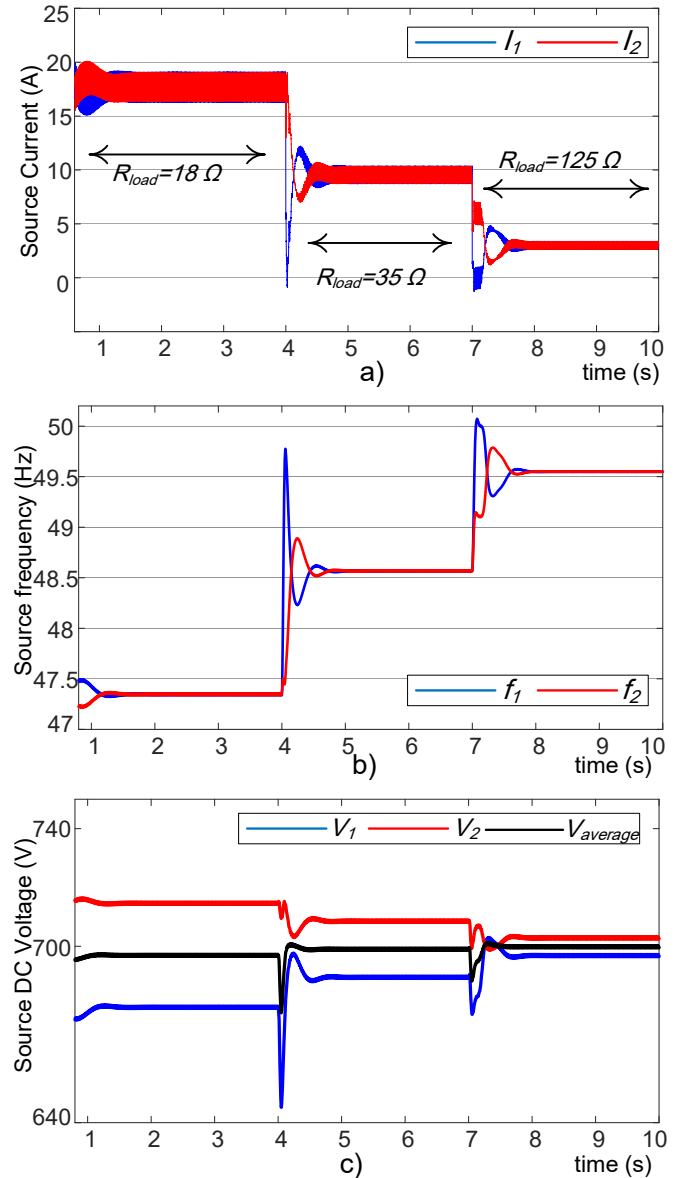 25
20
15
10
5
0
Source Current (A)
I1 I2
Rload=18 Ω
Rload=125 Ω
Rload=35 Ω
1 2 3 4 5 6 7 8 9 10
a) time (s)
50
49.5
49
48.5
48
47.5
47
Source frequency (Hz)
f1 f2
1 2 3 4 5 6 7 8 9 10
b) time (s)
740
700
640
Source DC Voltage (V)
V1 V2 Vaverage
1 2 3 4 5 6 7 8 9 10
c) time (s)